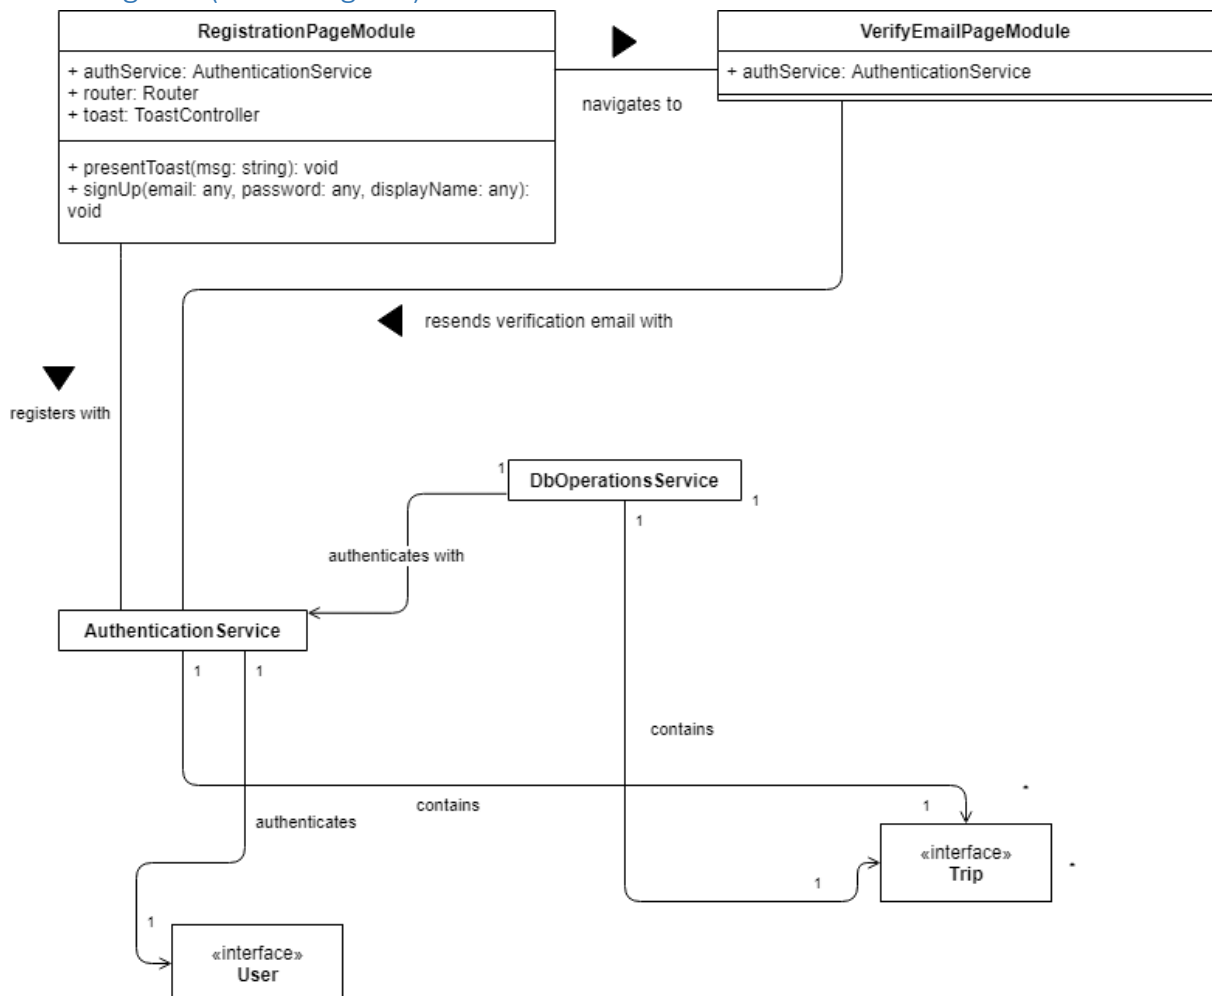 RegistrationPageModule
+ authService: AuthenticationService
+ router: Router
+ toast: ToastController
+ presentToast(msg: string): void
+ signUp(email: any, password: any, displayName: any):
void
navigates to
VerifyEmailPageModule
+ authService: AuthenticationService
resends verification email with
registers with
1
DbOperationsService
1
1
authenticates with
AuthenticationService
1
1
contains
contains
authenticates
1
*
1
«interface»
Trip
*
1
«interface»
User